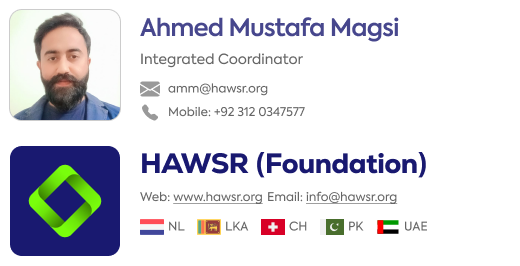 Ahmed Mustafa Magsi
Integrated Coordinator
amm@hawsr.org
Mobile: +92 312 0347577
HAWSR (Foundation)
Web: www.hawsr.org Email: info@hawsr.org
NL LKA CH PK UAE